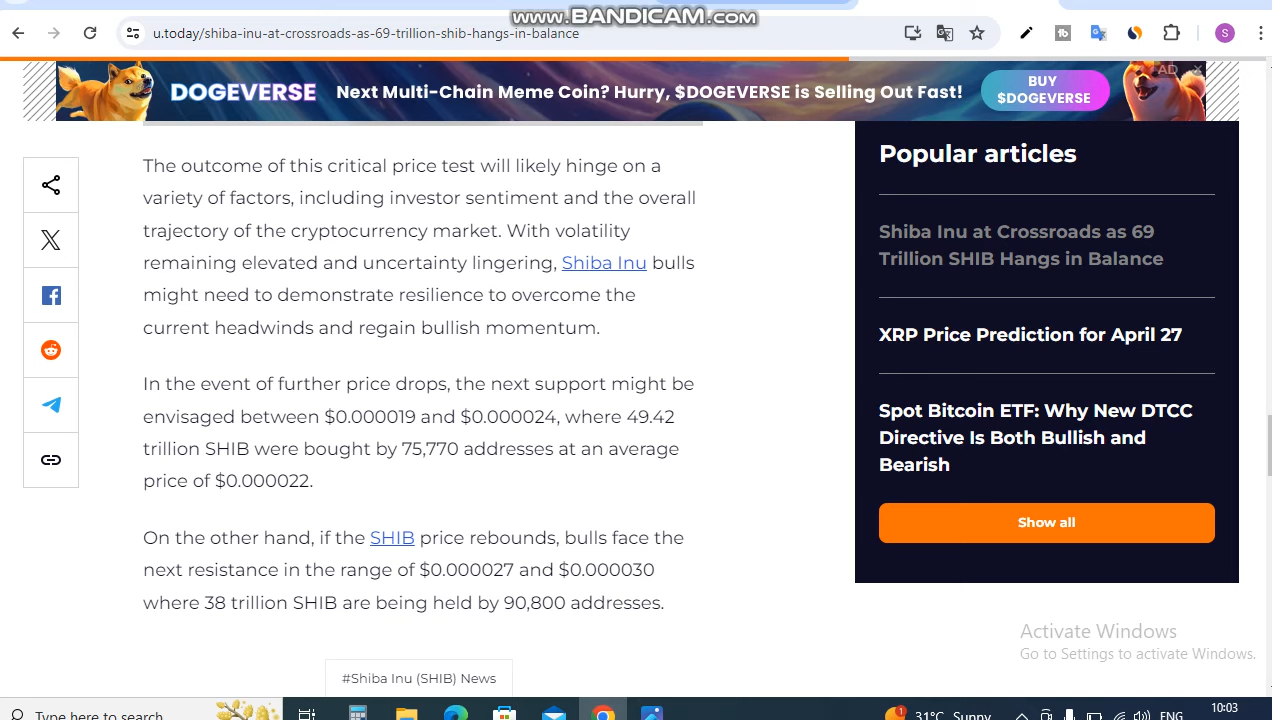 www.BANDICAM.com
u.today/shiba-inu-at-crossroads-as-69-trillion-shib-hangs-in-balance
S
DOGEVERSE Next Multi-Chain Meme Coin? Hurry, $DOGEVERSE is Selling Out Fast!
BUY
$DOGEVERSE
AD
The outcome of this critical price test will likely hinge on a
variety of factors, including investor sentiment and the overall
trajectory of the cryptocurrency market. With volatility
remaining elevated and uncertainty lingering, Shiba Inu bulls
might need to demonstrate resilience to overcome the
current headwinds and regain bullish momentum.
In the event of further price drops, the next support might be
envisaged between $0.000019 and $0.000024, where 49.42
trillion SHIB were bought by 75,770 addresses at an average
price of $0.000022.
On the other hand, if the SHIB price rebounds, bulls face the
next resistance in the range of $0.000027 and $0.000030
where 38 trillion SHIB are being held by 90,800 addresses.
#Shiba Inu (SHIB) News
Popular articles
Shiba Inu at Crossroads as 69
Trillion SHIB Hangs in Balance
XRP Price Prediction for April 27
Spot Bitcoin ETF: Why New DTCC
Directive Is Both Bullish and
Bearish
Show all
Activate Windows
Go to Settings to activate Windows.
Type here to search
1
31°C Sunny
ENG
10:03